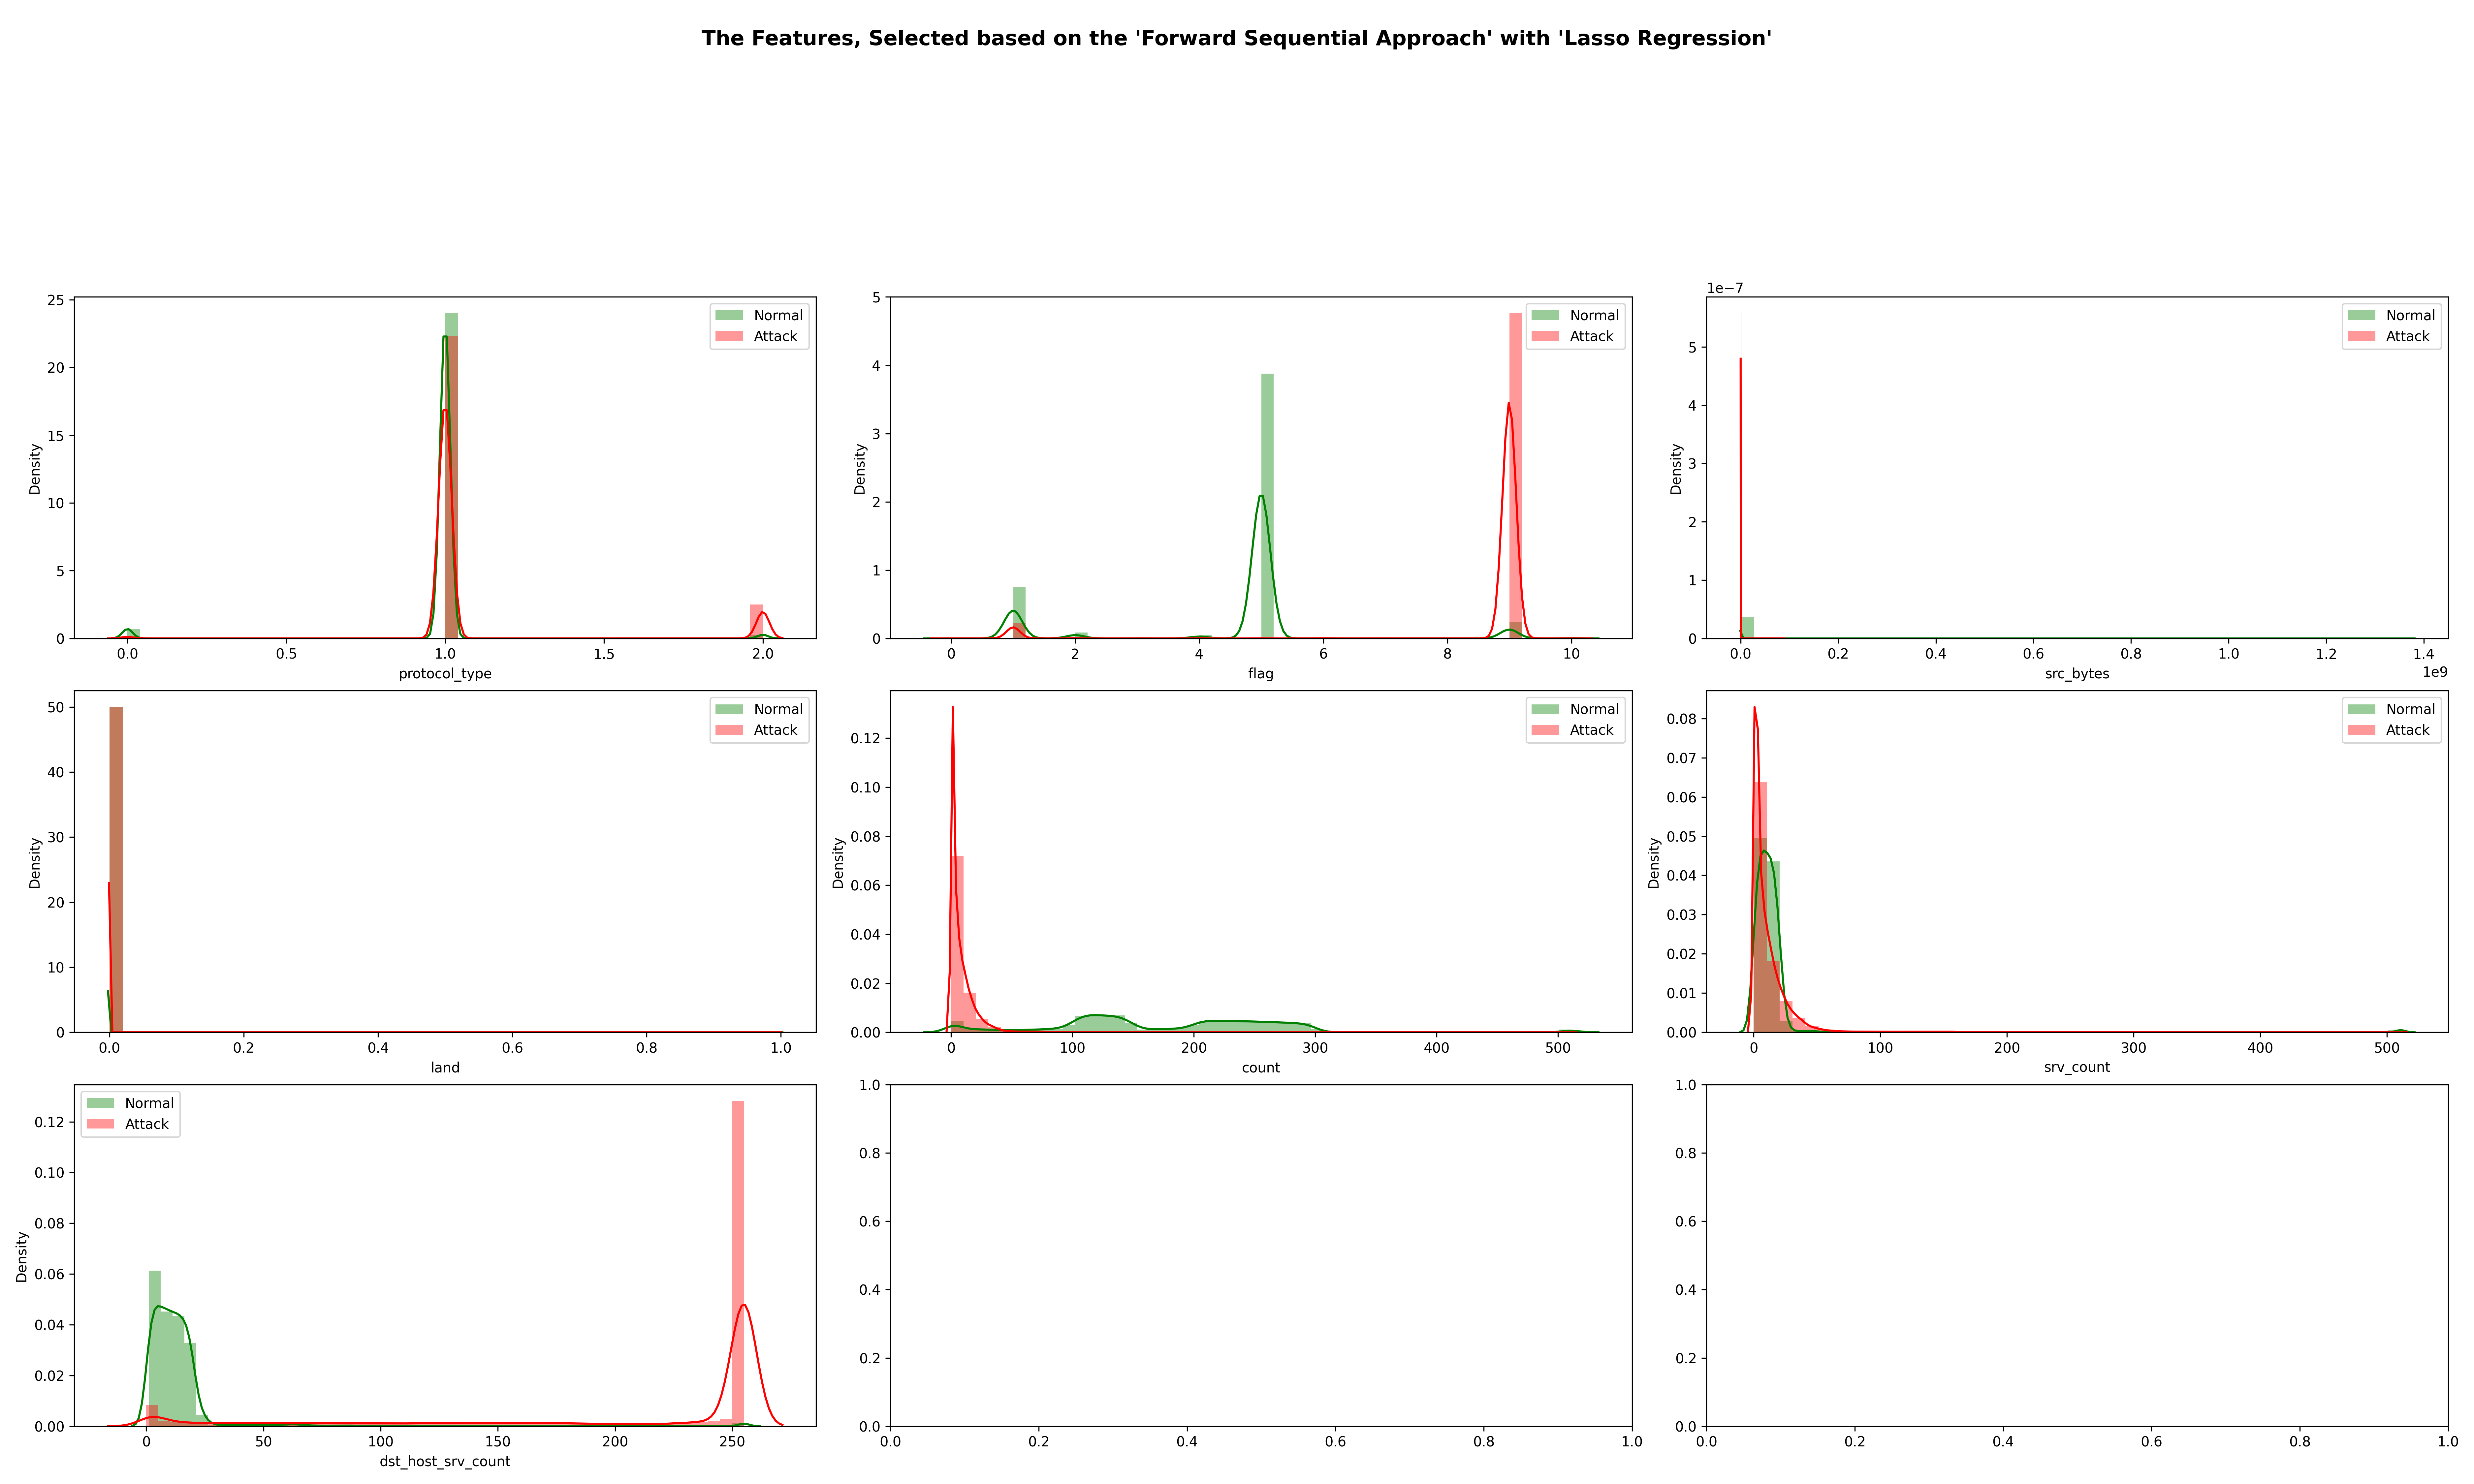 The Features, Selected based on the 'Forward Sequential Approach' with 'Lasso Regression'
25
20
15
10
5
0
Density
0.0 0.5 1.0 1.5 2.0
protocol_type
Normal
Attack
5
4
3
2
1
0
Density
0 2 4 6 8 10
flag
Normal
Attack
1e−7
5
4
3
2
1
0
Density
0.0 0.2 0.4 0.6 0.8 1.0 1.2 1.4
1e9
src_bytes
Normal
Attack
50
40
30
20
10
0
Density
0.0 0.2 0.4 0.6 0.8 1.0
land
Normal
Attack
0.12
0.10
0.08
0.06
0.04
0.02
0.00
Density
0 100 200 300 400 500
count
Normal
Attack
0.08
0.07
0.06
0.05
0.04
0.03
0.02
0.01
0.00
Density
0 100 200 300 400 500
srv_count
Normal
Attack
0.12
0.10
0.08
0.06
0.04
0.02
0.00
Density
0 50 100 150 200 250
dst_host_srv_count
Normal
Attack
1.0
0.8
0.6
0.4
0.2
0.0
0.0 0.2 0.4 0.6 0.8 1.0
1.0
0.8
0.6
0.4
0.2
0.0
0.0 0.2 0.4 0.6 0.8 1.0